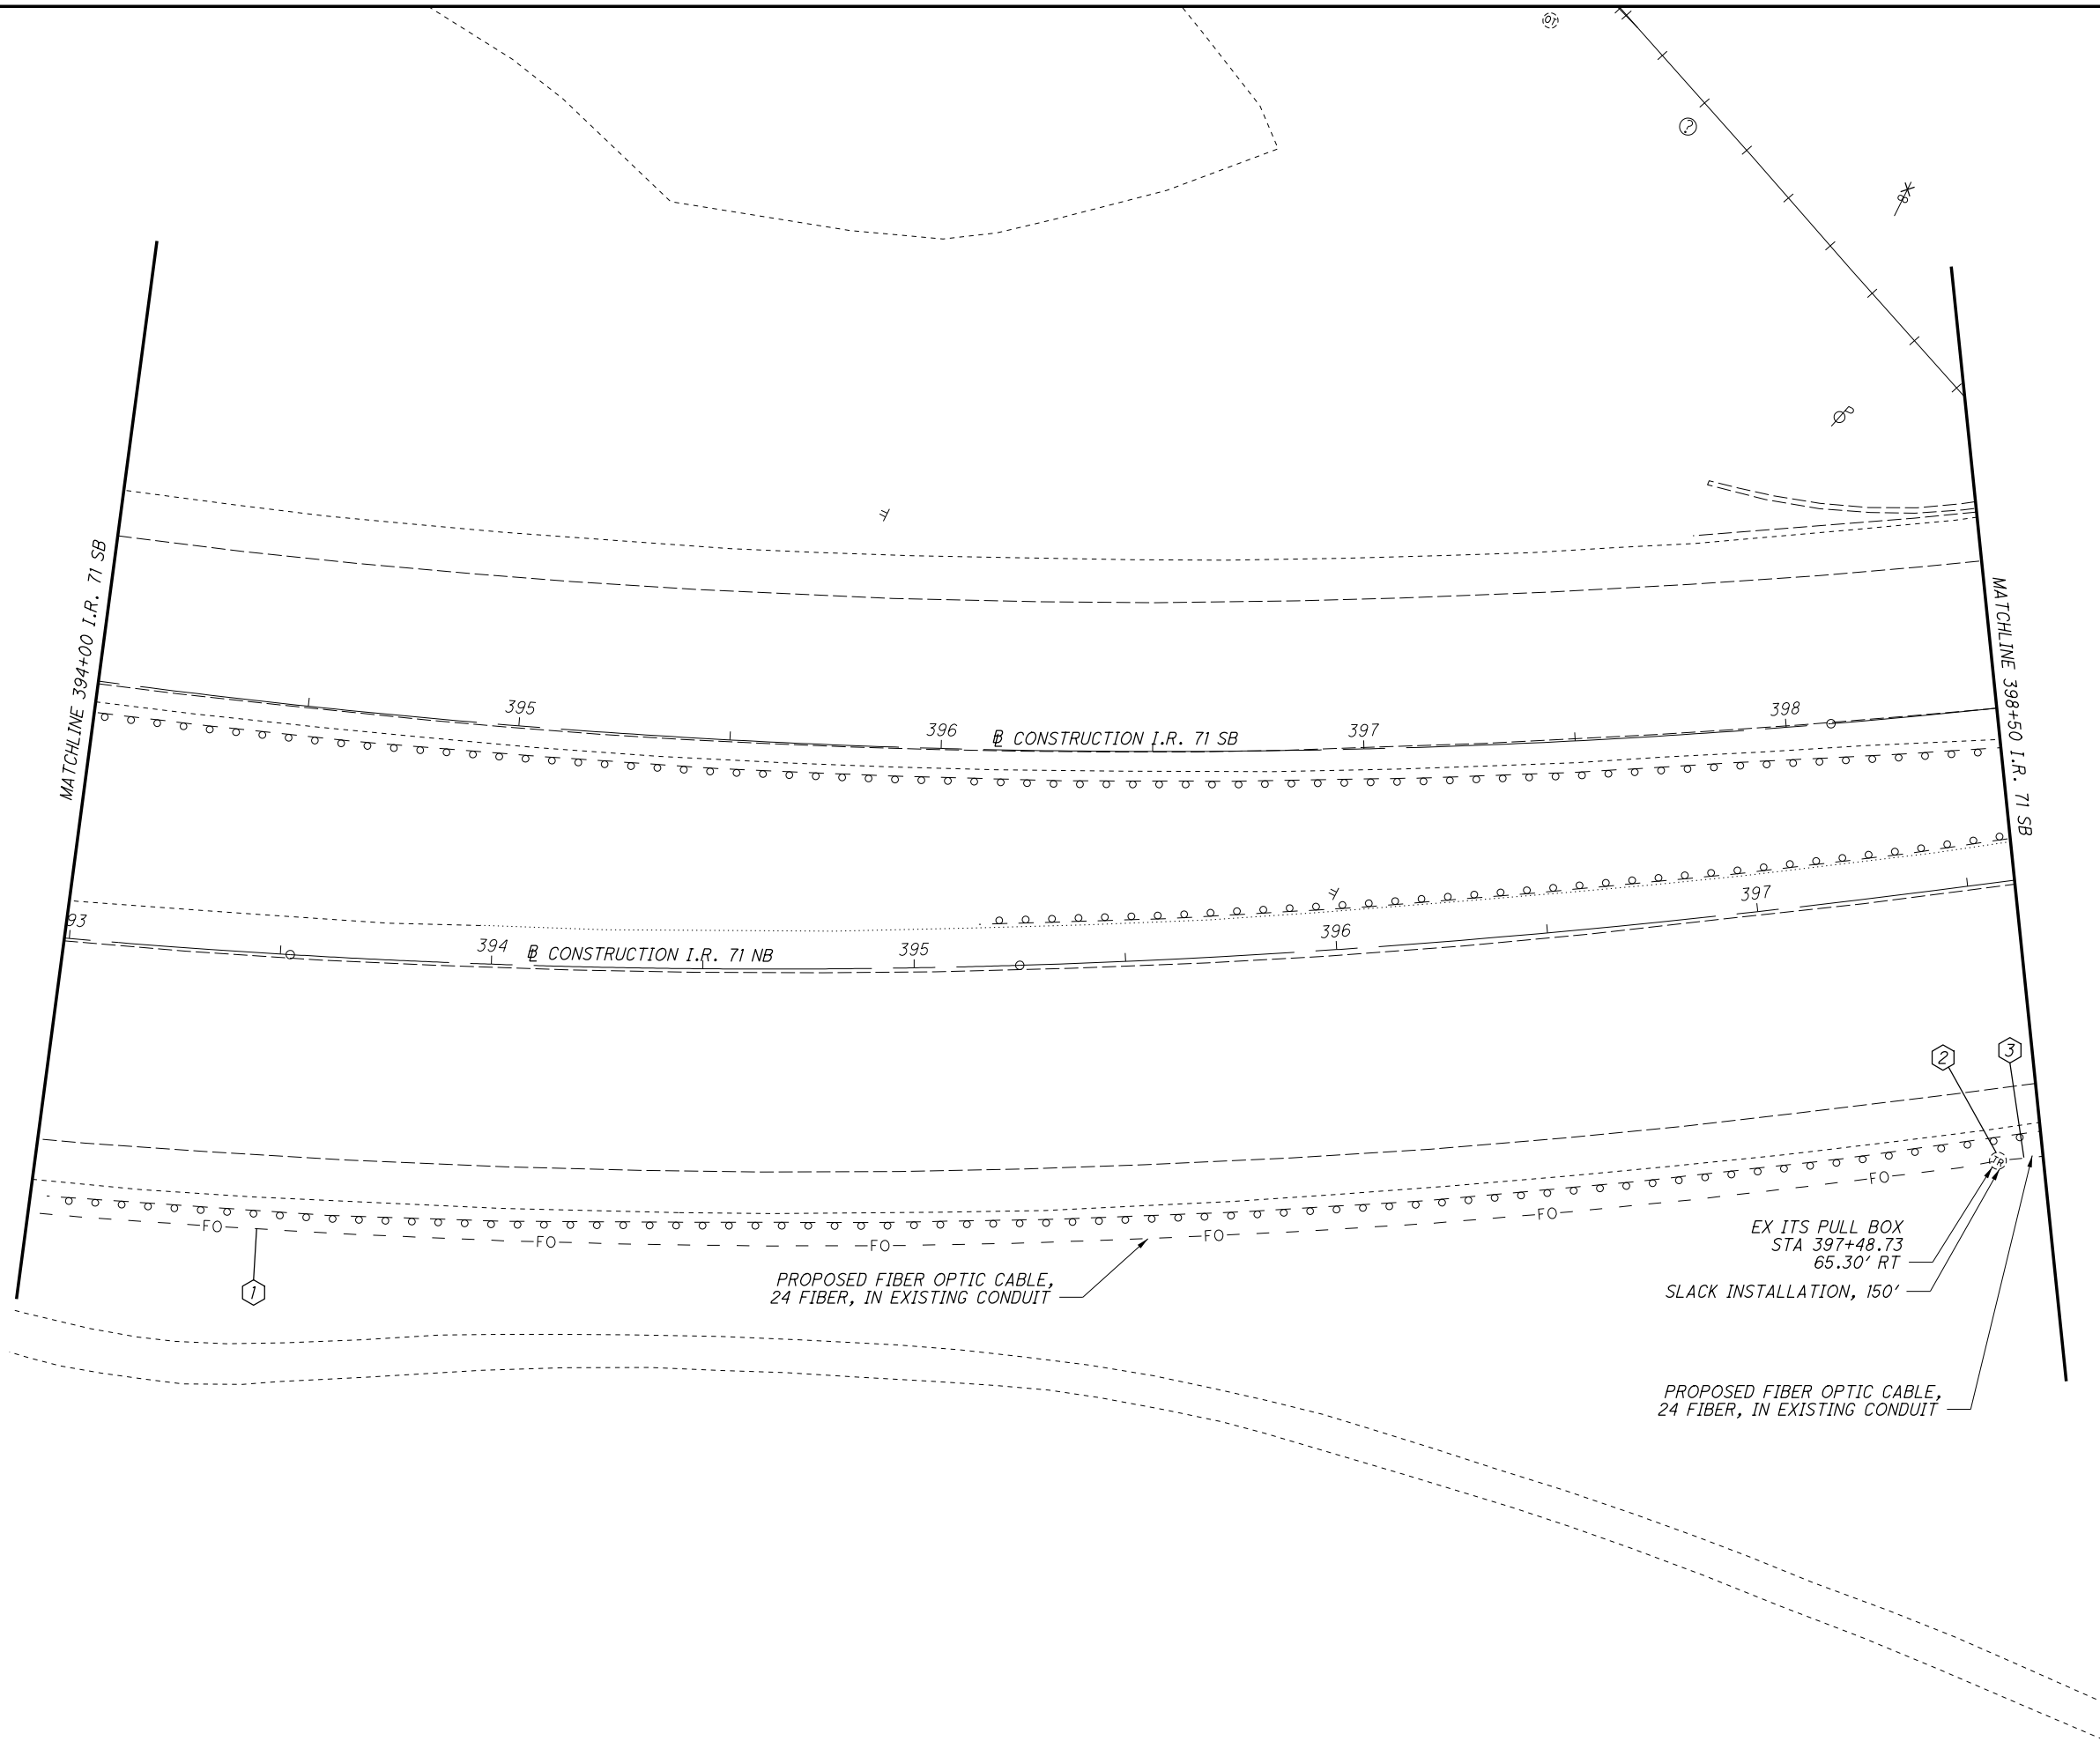 10
?
8
MATCHLINE 394+00 I.R. 71 SB
MATCHLINE 398+50 I.R. 71 SB
395
396
397
398
℄ CONSTRUCTION I.R. 71 SB
93
394
395
396
397
℄ CONSTRUCTION I.R. 71 NB
2
3
TR
FO
FO
FO
FO
FO
FO
1
PROPOSED FIBER OPTIC CABLE,
24 FIBER, IN EXISTING CONDUIT
EX ITS PULL BOX
STA 397+48.73
65.30' RT
SLACK INSTALLATION, 150'
PROPOSED FIBER OPTIC CABLE,
24 FIBER, IN EXISTING CONDUIT